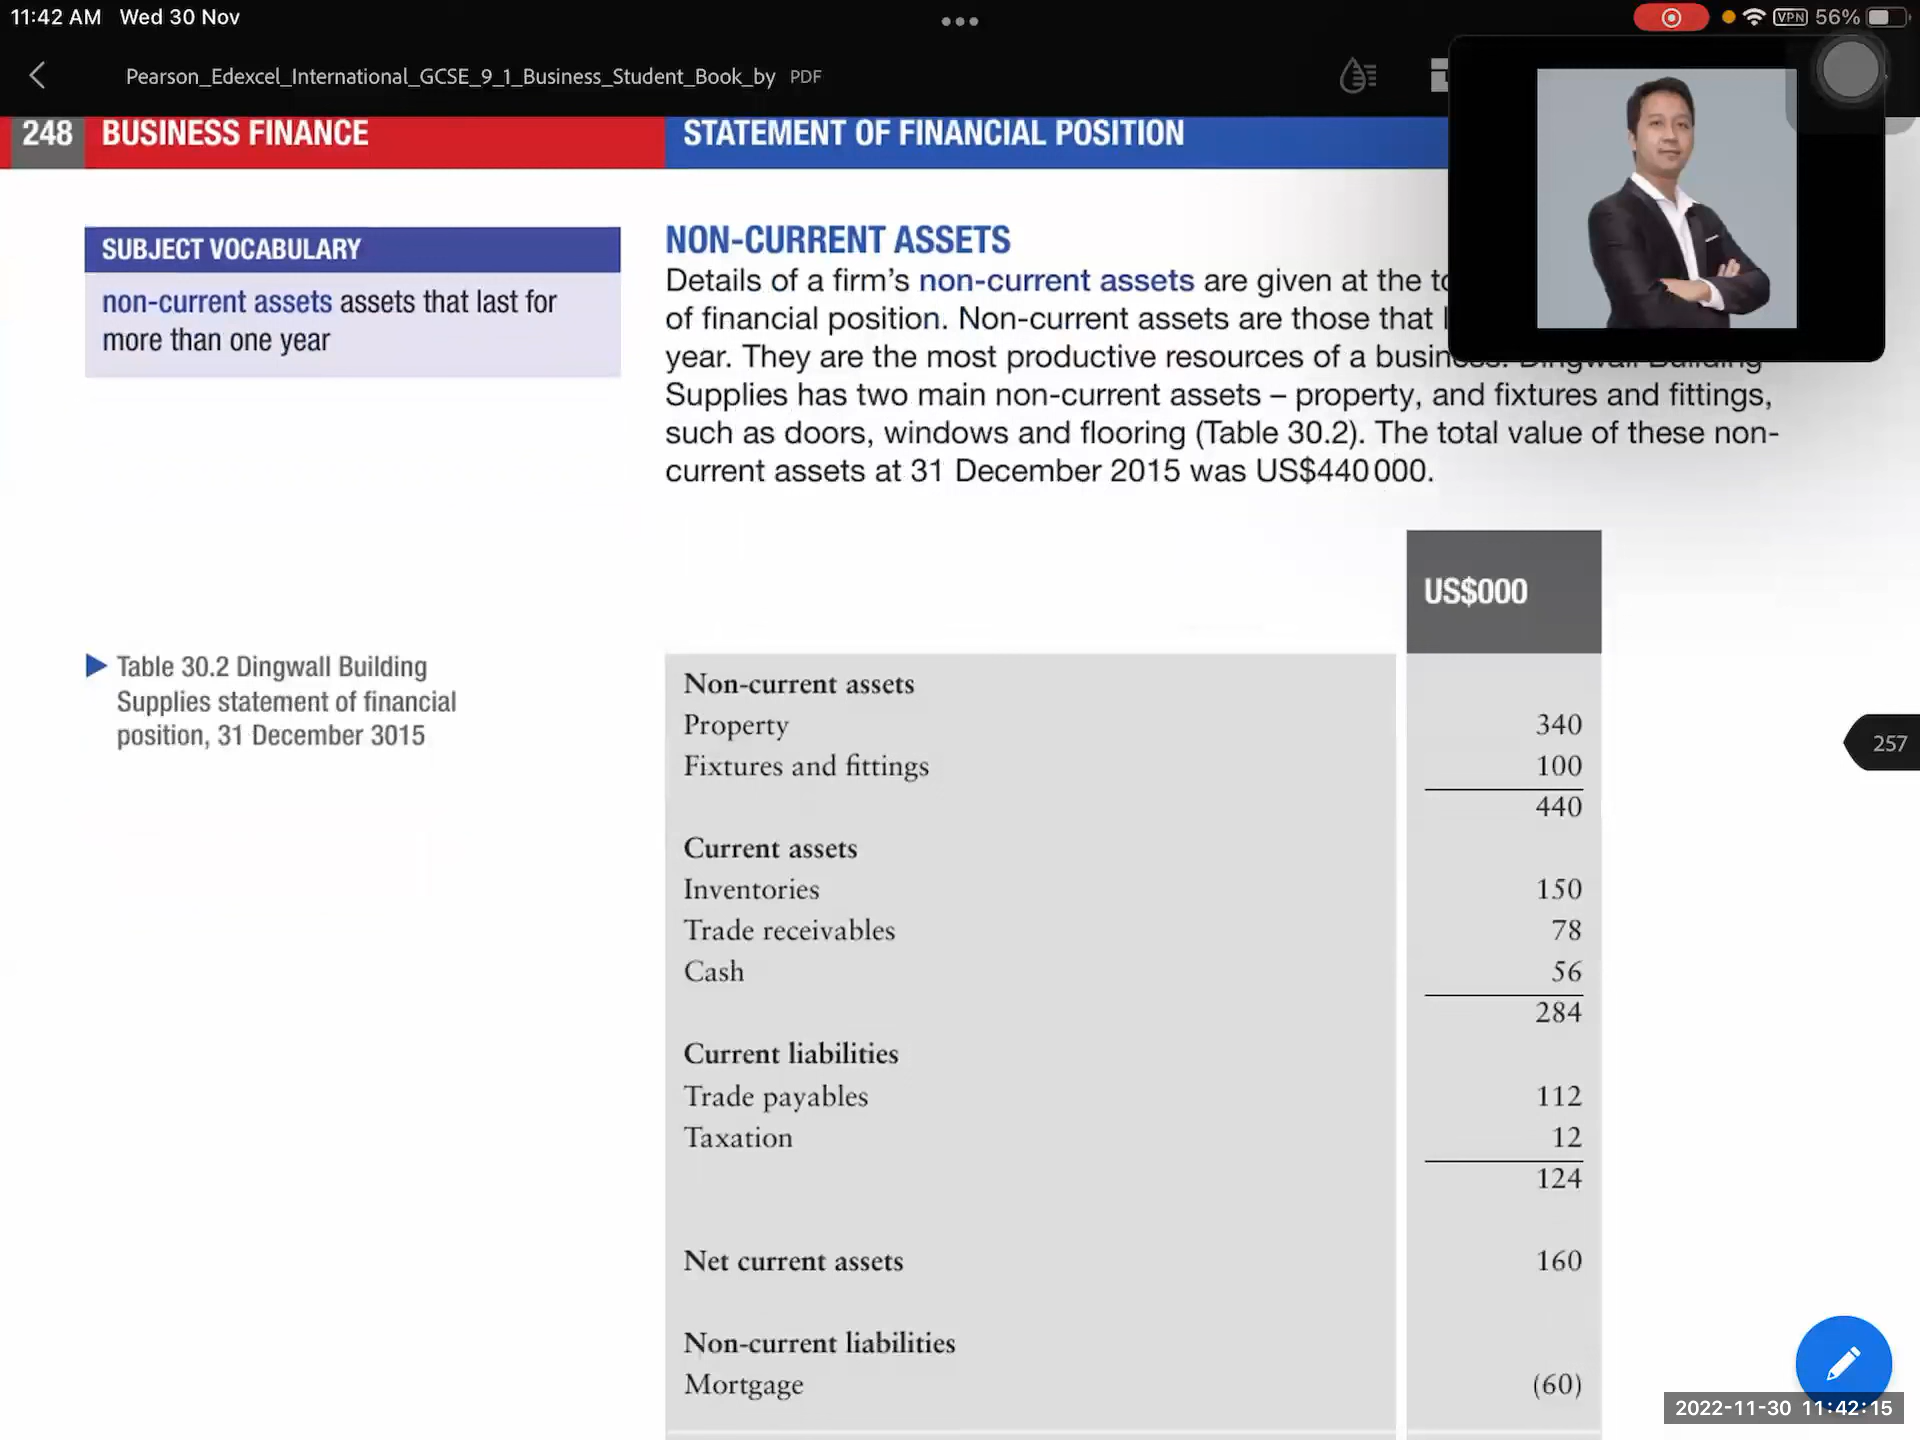 11:42 AM Wed 30 Nov
VPN 56%
Pearson_Edexcel_International_GCSE_9_1_Business_Student_Book_by PDF
248 BUSINESS FINANCE
STATEMENT OF FINANCIAL POSITION
SUBJECT VOCABULARY
non-current assets assets that last for
more than one year
NON-CURRENT ASSETS
Details of a firm's non-current assets are given at the
of financial position. Non-current assets are those that
year. They are the most productive resources of a business. Dingwall Building
Supplies has two main non-current assets – property, and fixtures and fittings,
such as doors, windows and flooring (Table 30.2). The total value of these non-
current assets at 31 December 2015 was US$440 000.
Table 30.2 Dingwall Building
Supplies statement of financial
position, 31 December 3015
US$000
Non-current assets
Property 340
Fixtures and fittings 100
440
Current assets
Inventories 150
Trade receivables 78
Cash 56
284
Current liabilities
Trade payables 112
Taxation 12
124
Net current assets 160
Non-current liabilities
Mortgage (60)
257
2022-11-30 11:42:15